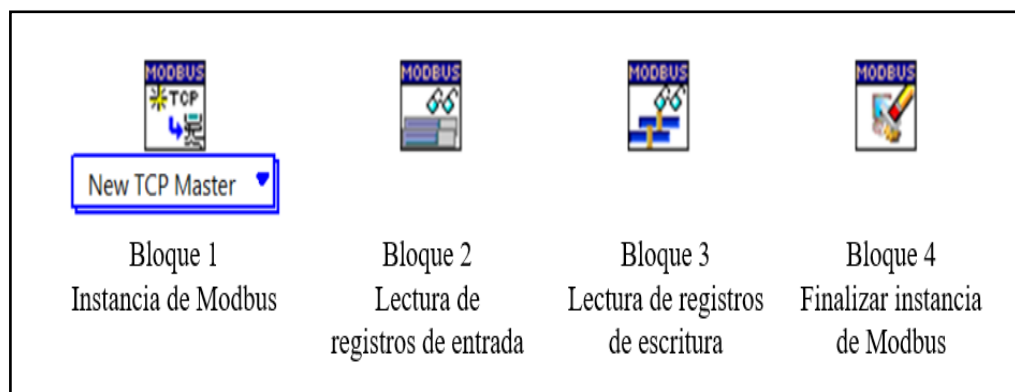 MODBUS
TCP
New TCP Master
Bloque 1
Instancia de Modbus
MODBUS
Bloque 2
Lectura de
registros de entrada
MODBUS
Bloque 3
Lectura de registros
de escritura
MODBUS
Bloque 4
Finalizar instancia
de Modbus